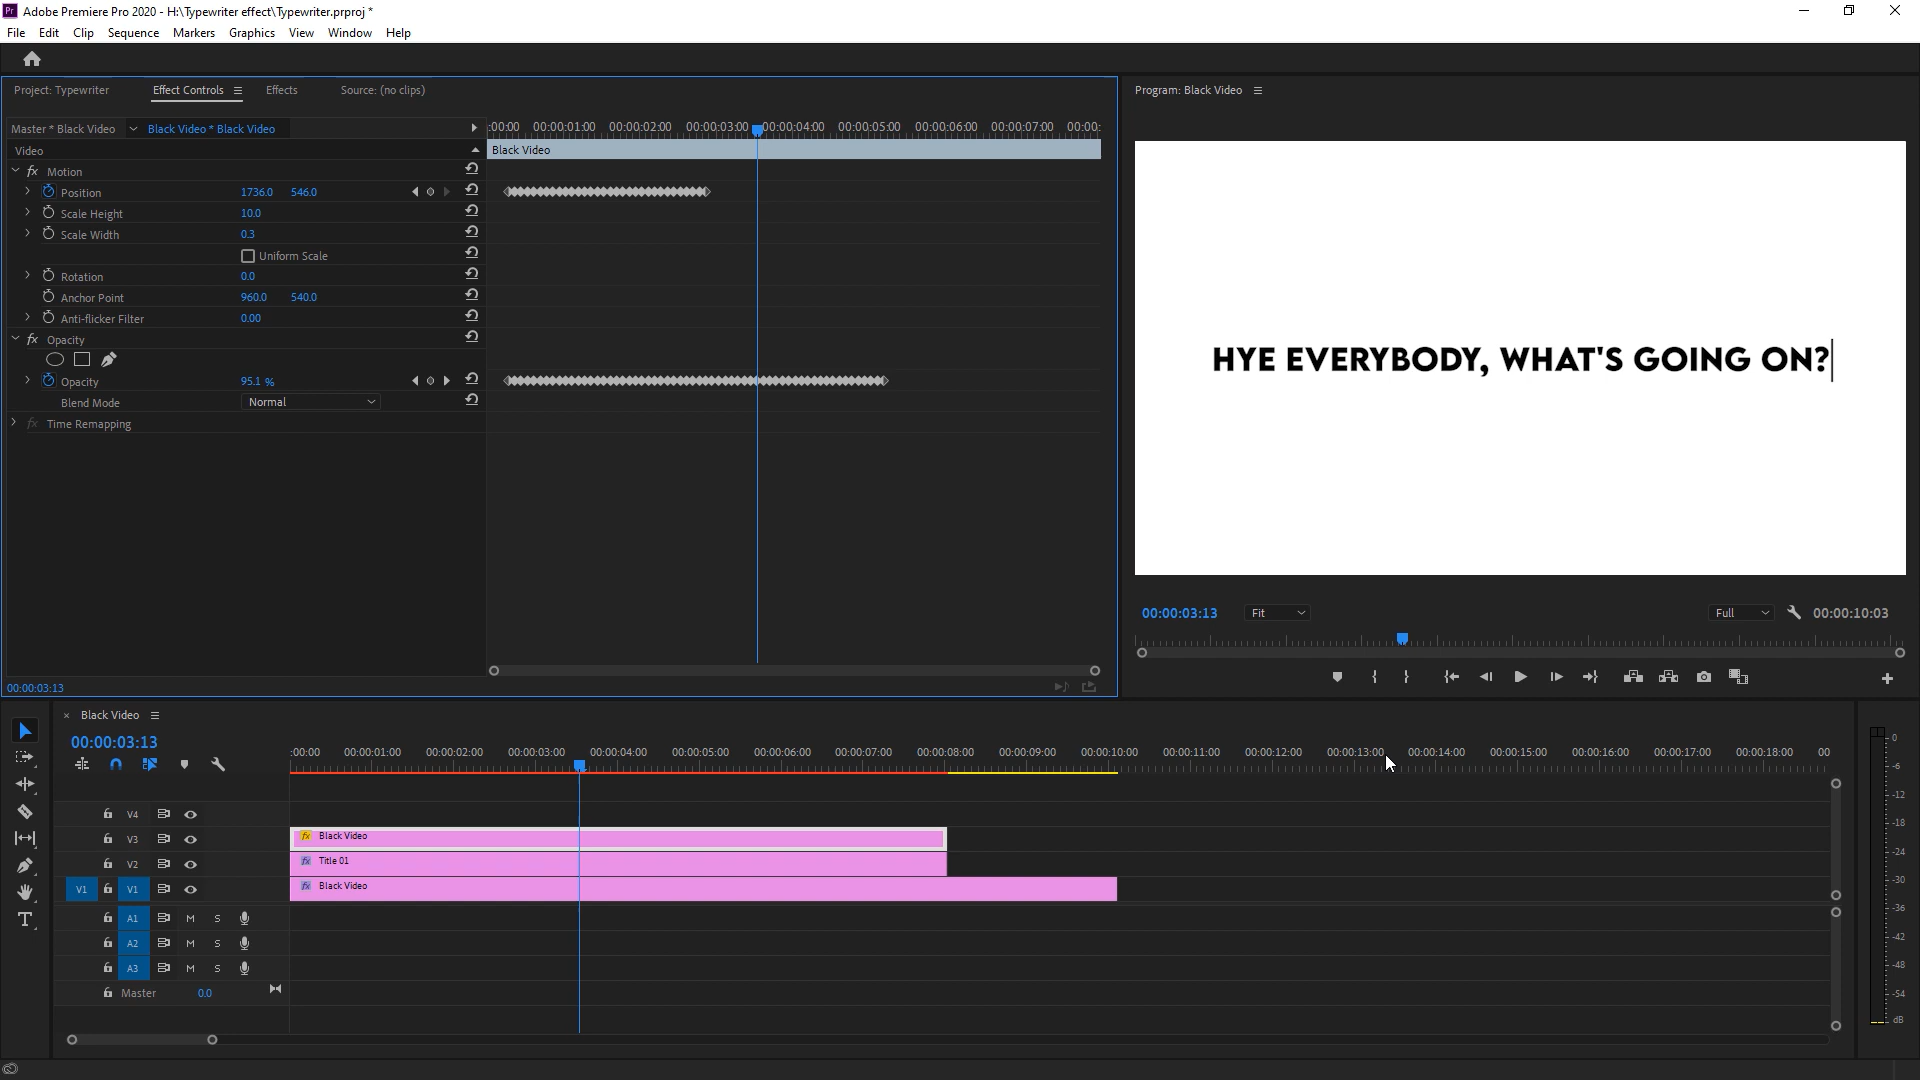 Adobe Premiere Pro 2020 - H:\Typewriter effect\Typewriter.prproj *
File Edit Clip Sequence Markers Graphics View Window Help
Project: Typewriter Effect Controls Effects Source: (no clips)
Master * Black Video Black Video * Black Video
:00:00 00:00:01:00 00:00:02:00 00:00:03:00 00:00:04:00 00:00:05:00 00:00:06:00 00:00:07:00 00:00:
Video
Black Video
fx Motion
Position 1736.0 546.0
Scale Height 10.0
Scale Width 0.3
Uniform Scale
Rotation 0.0
Anchor Point 960.0 540.0
Anti-flicker Filter 0.00
fx Opacity
Opacity 95.1 %
Blend Mode Normal
fx Time Remapping
00:00:03:13
Program: Black Video
HYE EVERYBODY, WHAT'S GOING ON?
00:00:03:13 Fit Full 00:00:10:03
Black Video
00:00:03:13
:00:00 00:00:01:00 00:00:02:00 00:00:03:00 00:00:04:00 00:00:05:00 00:00:06:00 00:00:07:00 00:00:08:00 00:00:09:00 00:00:10:00 00:00:11:00 00:00:12:00 00:00:13:00 00:00:14:00 00:00:15:00 00:00:16:00 00:00:17:00 00:00:18:00 00
V4
V3 fx Black Video
V2 fx Title 01
V1 V1 fx Black Video
A1 M S
A2 M S
A3 M S
Master 0.0
0
-6
-12
-18
-24
-30
-36
-42
-48
-54
dB